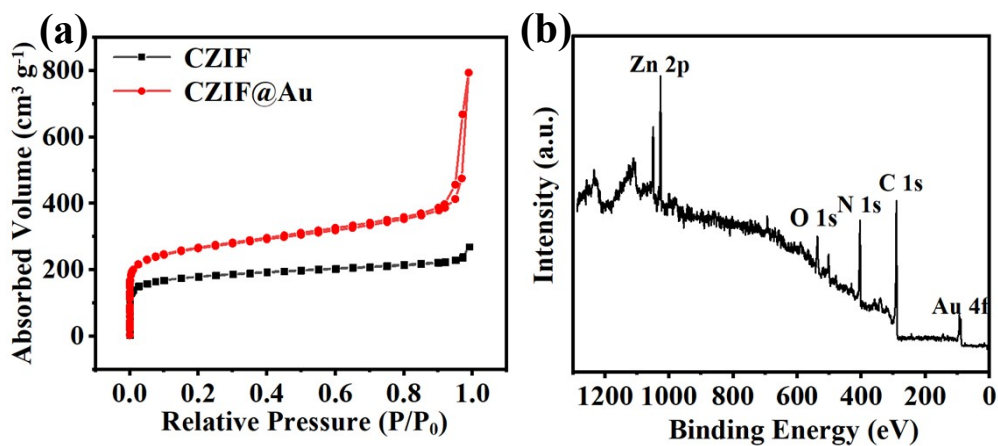 (a)
CZIF
CZIF@Au
800
600
400
200
0
Absorbed Volume (cm³ g⁻¹)
0.0 0.2 0.4 0.6 0.8 1.0
Relative Pressure (P/P₀)
(b)
Zn 2p
O 1s
N 1s
C 1s
Au 4f
Intensity (a.u.)
1200 1000 800 600 400 200 0
Binding Energy (eV)